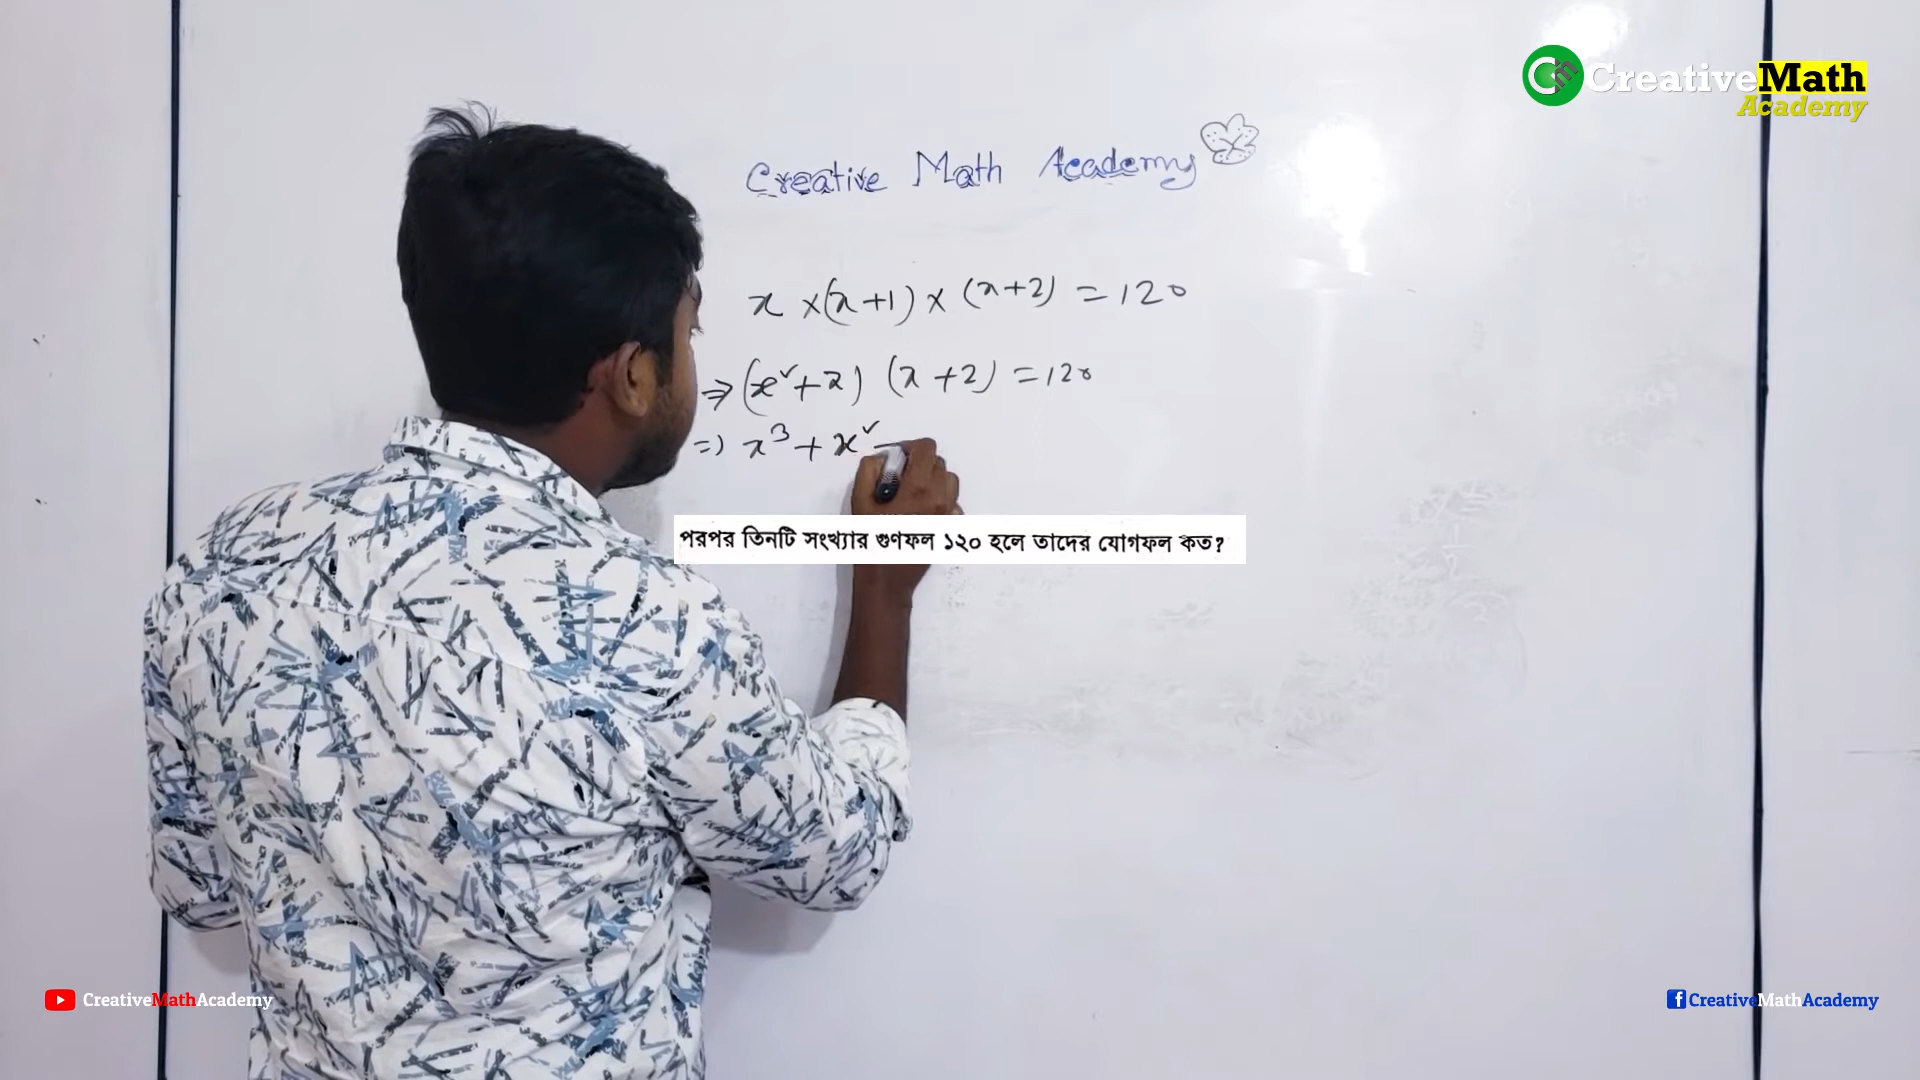 CreativeMath
Academy
Creative Math Academy
x ×(x+1) × (x+2) = 120
⇒ (x²+x) (x+2) = 120
⇒) x³ + x²
পরপর তিনটি সংখ্যার গুণফল ১২০ হলে তাদের যোগফল কত?
CreativeMathAcademy
CreativeMathAcademy